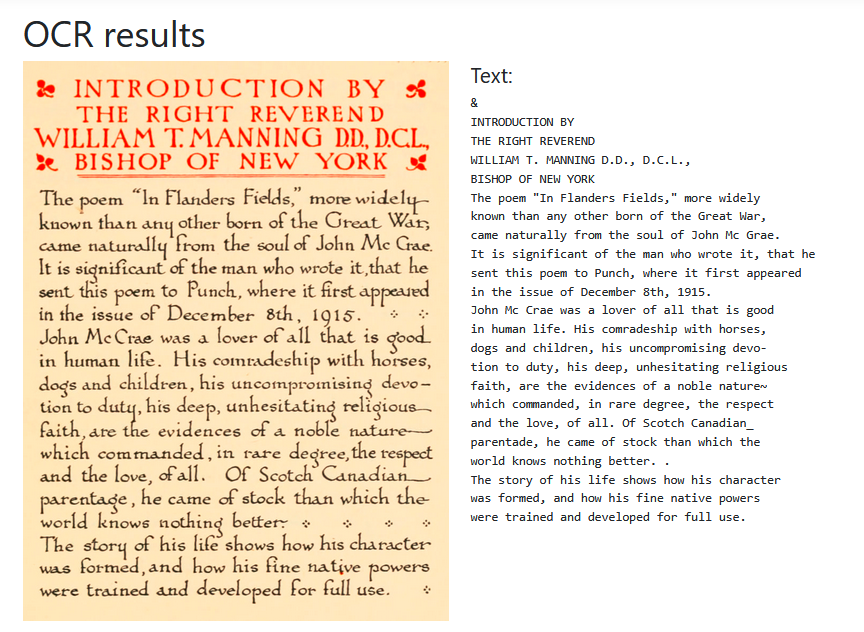 OCR results
INTRODUCTION BY
THE RIGHT REVEREND
WILLIAM T. MANNING D.D., D.C.L.,
BISHOP OF NEW YORK
The poem “In Flanders Fields,” more widely
known than any other born of the Great War,
came naturally from the soul of John Mc Crae.
It is significant of the man who wrote it, that he
sent this poem to Punch, where it first appeared
in the issue of December 8th, 1915.
John McCrae was a lover of all that is good
in human life. His comradeship with horses,
dogs and children, his uncompromising devo-
tion to duty, his deep, unhesitating religious
faith, are the evidences of a noble nature
which commanded, in rare degree, the respect
and the love, of all. Of Scotch Canadian
parentage, he came of stock than which the
world knows nothing better.
The story of his life shows how his character
was formed, and how his fine native powers
were trained and developed for full use.
Text:
&
INTRODUCTION BY
THE RIGHT REVEREND
WILLIAM T. MANNING D.D., D.C.L.,
BISHOP OF NEW YORK
The poem "In Flanders Fields," more widely
known than any other born of the Great War,
came naturally from the soul of John Mc Grae.
It is significant of the man who wrote it, that he
sent this poem to Punch, where it first appeared
in the issue of December 8th, 1915.
John Mc Crae was a lover of all that is good
in human life. His comradeship with horses,
dogs and children, his uncompromising devo-
tion to duty, his deep, unhesitating religious
faith, are the evidences of a noble nature~
which commanded, in rare degree, the respect
and the love, of all. Of Scotch Canadian_
parentade, he came of stock than which the
world knows nothing better. .
The story of his life shows how his character
was formed, and how his fine native powers
were trained and developed for full use.